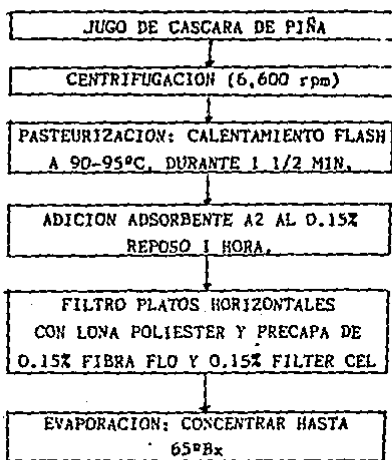 JUGO DE CASCARA DE PIÑA
CENTRIFUGACION (6,600 rpm)
PASTEURIZACION: CALENTAMIENTO FLASH
A 90-95ºC, DURANTE 1 1/2 MIN.
ADICION ADSORBENTE A2 AL 0.15%
REPOSO 1 HORA.
FILTRO PLATOS HORIZONTALES
CON LONA POLIESTER Y PRECAPA DE
0.15% FIBRA FLO Y 0.15% FILTER CEL
EVAPORACION: CONCENTRAR HASTA
65ºBx